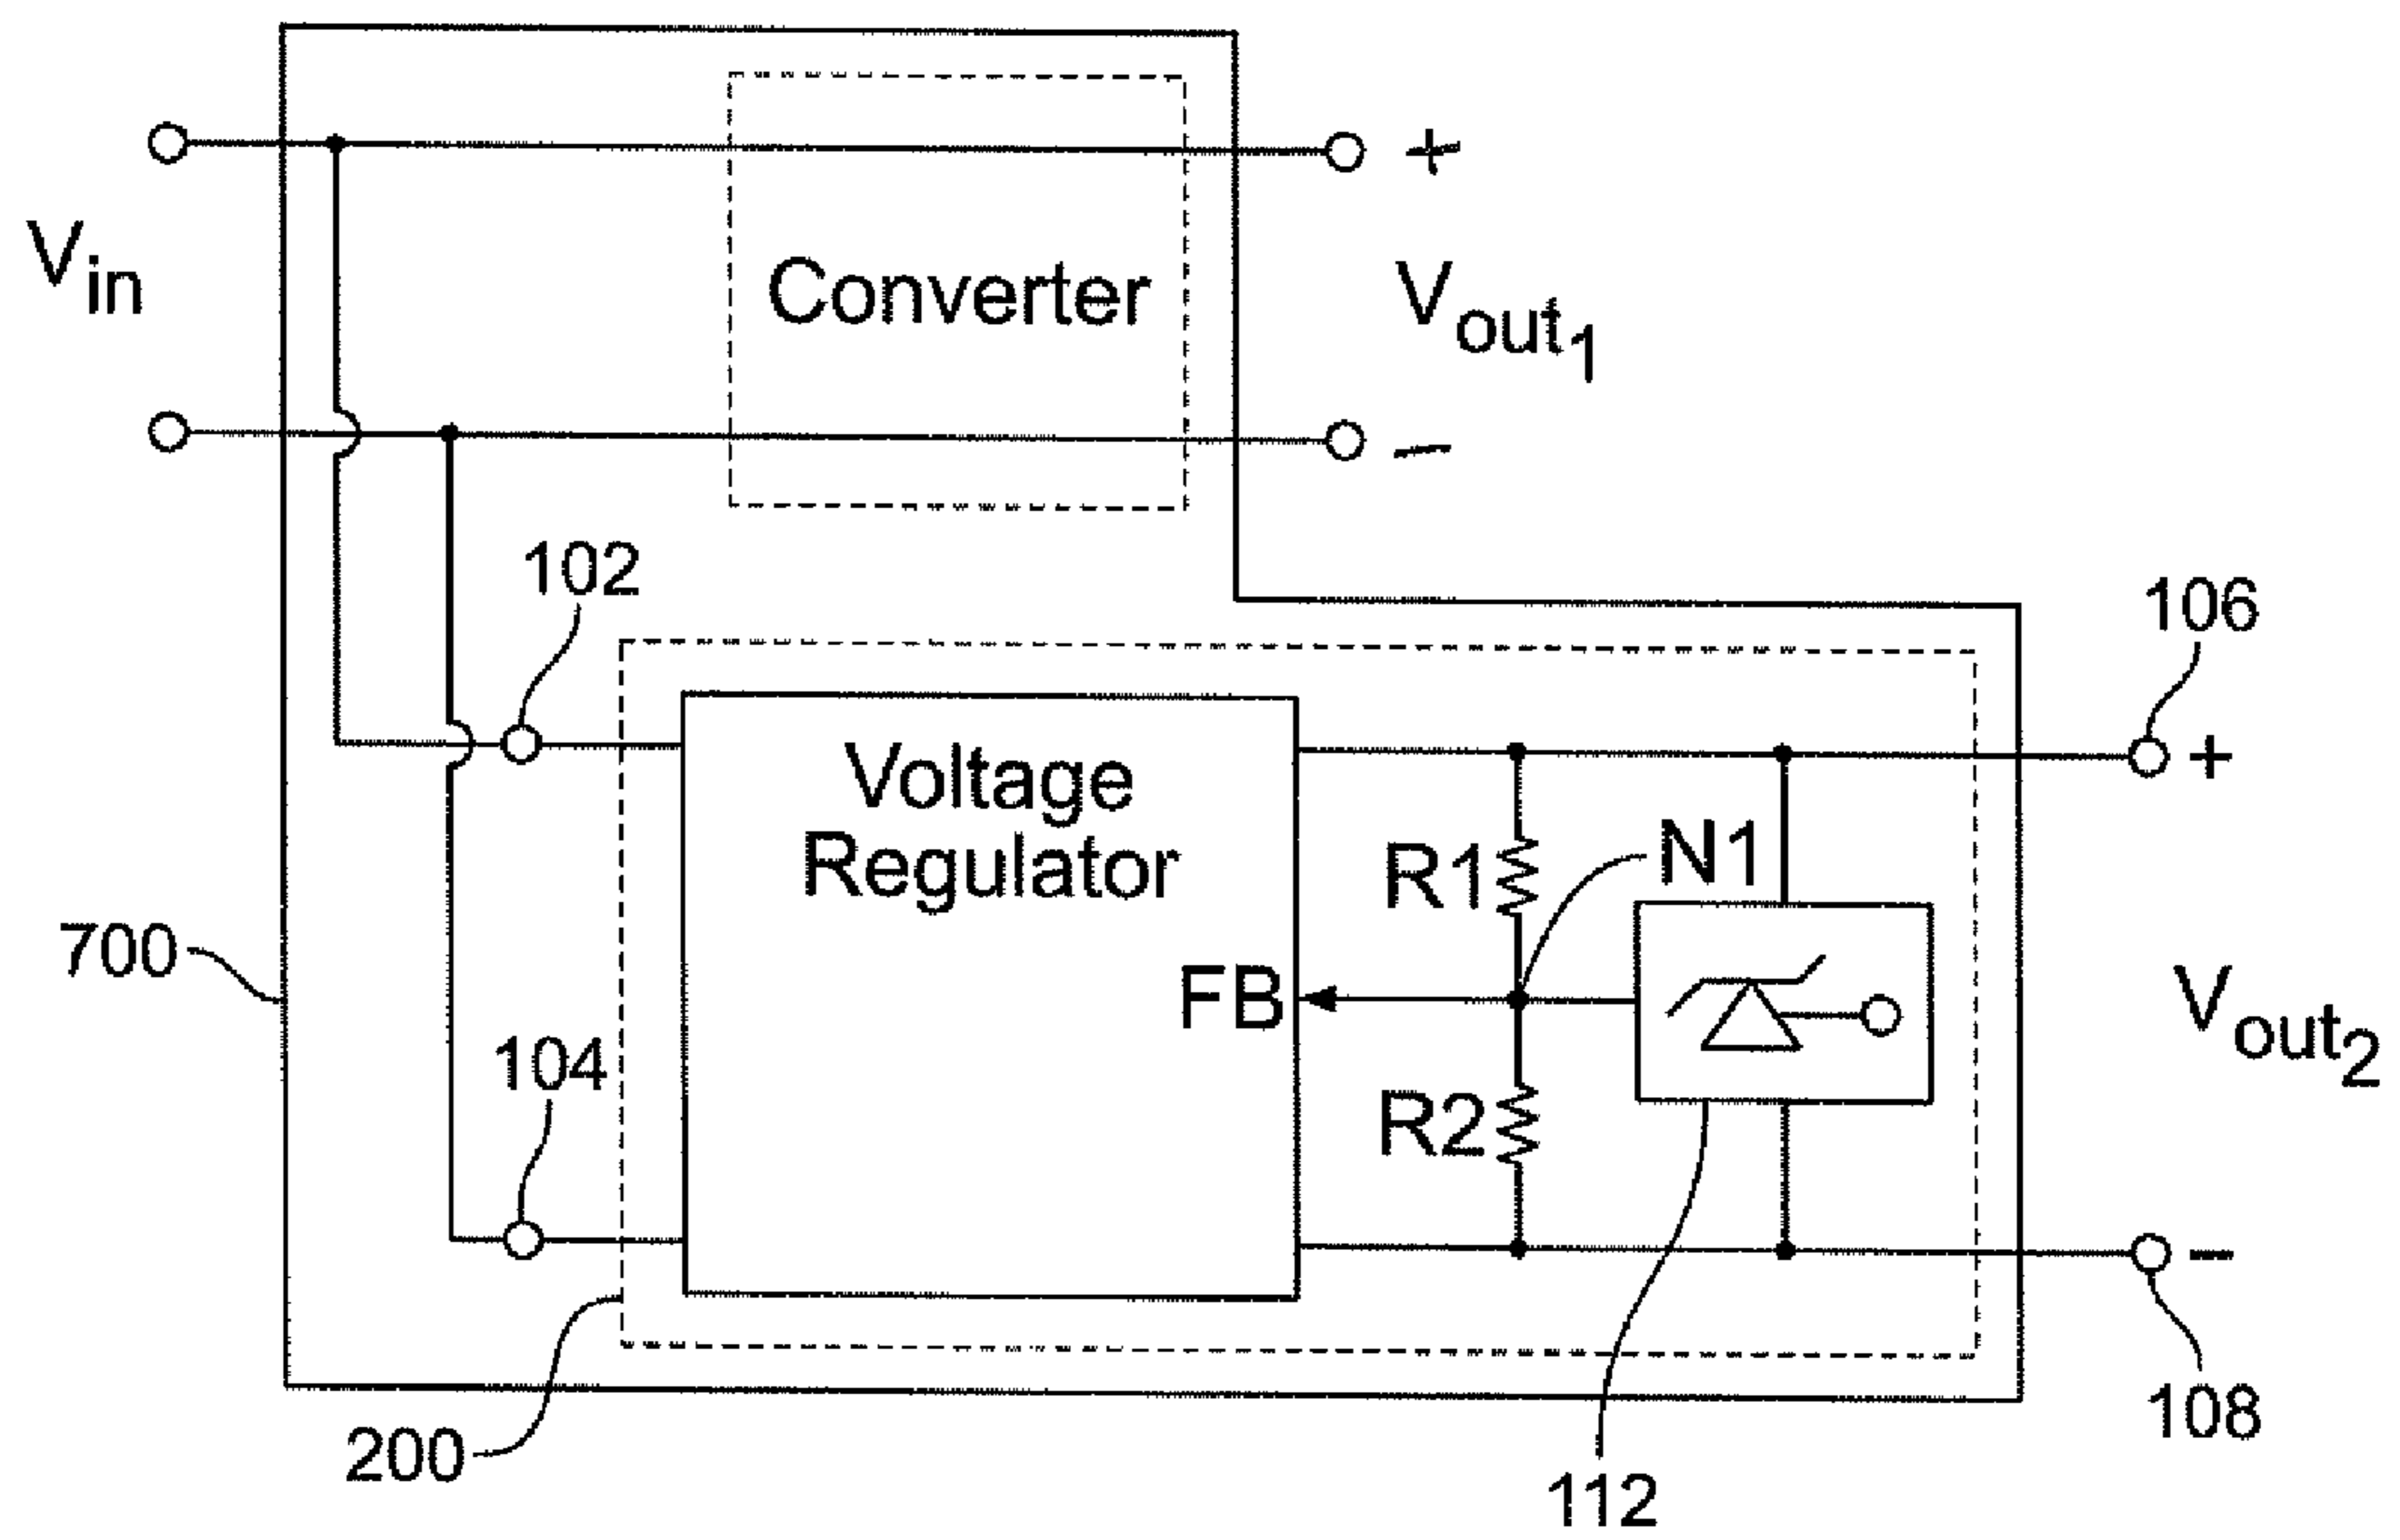 +
Vin
Converter
Vout1
−
102
106
Voltage
Regulator
+
R1
N1
700
FB
Vout2
104
R2
−
108
200
112